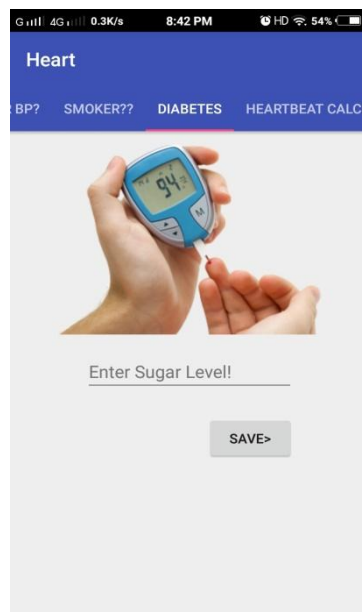 G 4G 0.3K/s 8:42 PM HD 54%
Heart
BP? SMOKER?? DIABETES HEARTBEAT CALC
94
M
Enter Sugar Level!
SAVE>